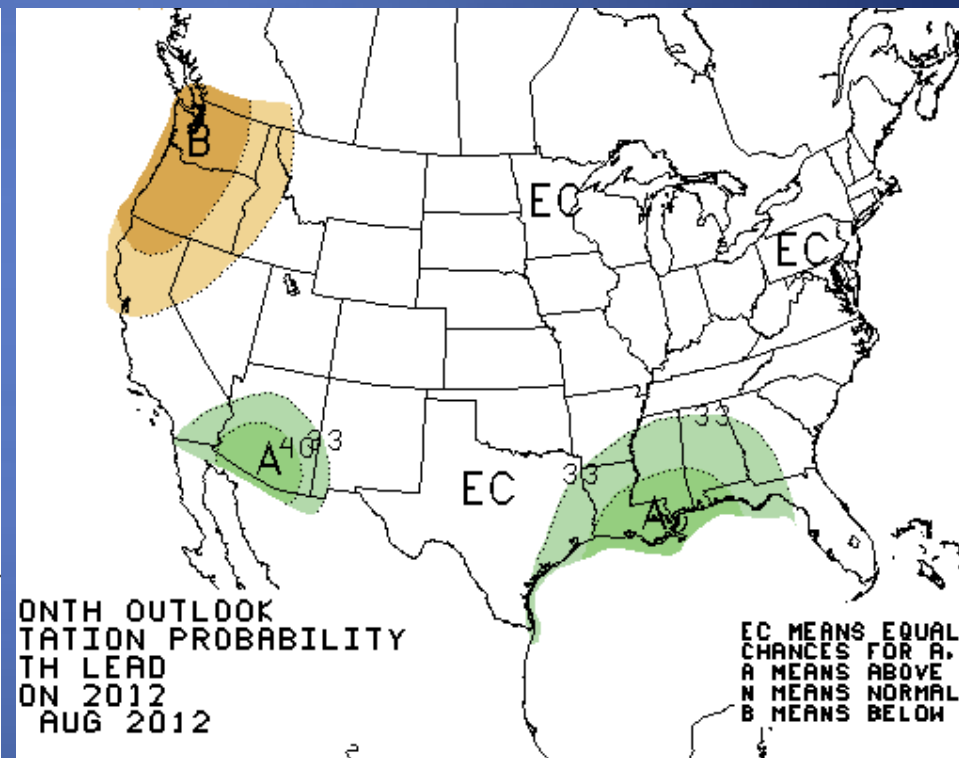 B
EC
EC
33
A 40 33
33
EC
A
ONTH OUTLOOK
TATION PROBABILITY
TH LEAD
ON 2012
AUG 2012
EC MEANS EQUAL
CHANCES FOR A,
A MEANS ABOVE
N MEANS NORMAL
B MEANS BELOW